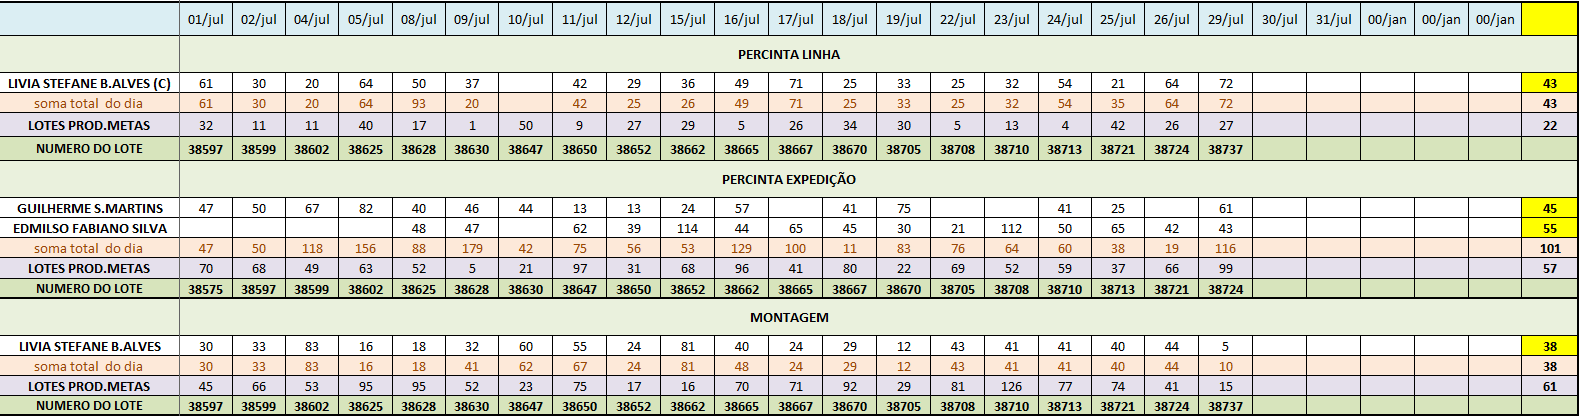 01/jul 02/jul 04/jul 05/jul 08/jul 09/jul 10/jul 11/jul 12/jul 15/jul 16/jul 17/jul 18/jul 19/jul 22/jul 23/jul 24/jul 25/jul 26/jul 29/jul 30/jul 31/jul 00/jan 00/jan 00/jan
PERCINTA LINHA
LIVIA STEFANE B.ALVES (C) 61 30 20 64 50 37 42 29 36 49 71 25 33 25 32 54 21 64 72 43
soma total do dia 61 30 20 64 93 20 42 25 26 49 71 25 33 25 32 54 35 64 72 43
LOTES PROD.METAS 32 11 11 40 17 1 50 9 27 29 5 26 34 30 5 13 4 42 26 27 22
NUMERO DO LOTE 38597 38599 38602 38625 38628 38630 38647 38650 38652 38662 38665 38667 38670 38705 38708 38710 38713 38721 38724 38737
PERCINTA EXPEDIÇÃO
GUILHERME S.MARTINS 47 50 67 82 40 46 44 13 13 24 57 41 75 41 25 61 45
EDMILSO FABIANO SILVA 48 47 62 39 114 44 65 45 30 21 112 50 65 42 43 55
soma total do dia 47 50 118 156 88 179 42 75 56 53 129 100 11 83 76 64 60 38 19 116 101
LOTES PROD.METAS 70 68 49 63 52 5 21 97 31 68 96 41 80 22 69 52 59 37 66 99 57
NUMERO DO LOTE 38575 38597 38599 38602 38625 38628 38630 38647 38650 38652 38662 38665 38667 38670 38705 38708 38710 38713 38721 38724
MONTAGEM
LIVIA STEFANE B.ALVES 30 33 83 16 18 32 60 55 24 81 40 24 29 12 43 41 41 40 44 5 38
soma total do dia 30 33 83 16 18 41 62 67 24 81 48 24 29 12 43 41 41 40 44 10 38
LOTES PROD.METAS 45 66 53 95 95 52 23 75 17 16 70 71 92 29 81 126 77 74 41 15 61
NUMERO DO LOTE 38597 38599 38602 38625 38628 38630 38647 38650 38652 38662 38665 38667 38670 38705 38708 38710 38713 38721 38724 38737